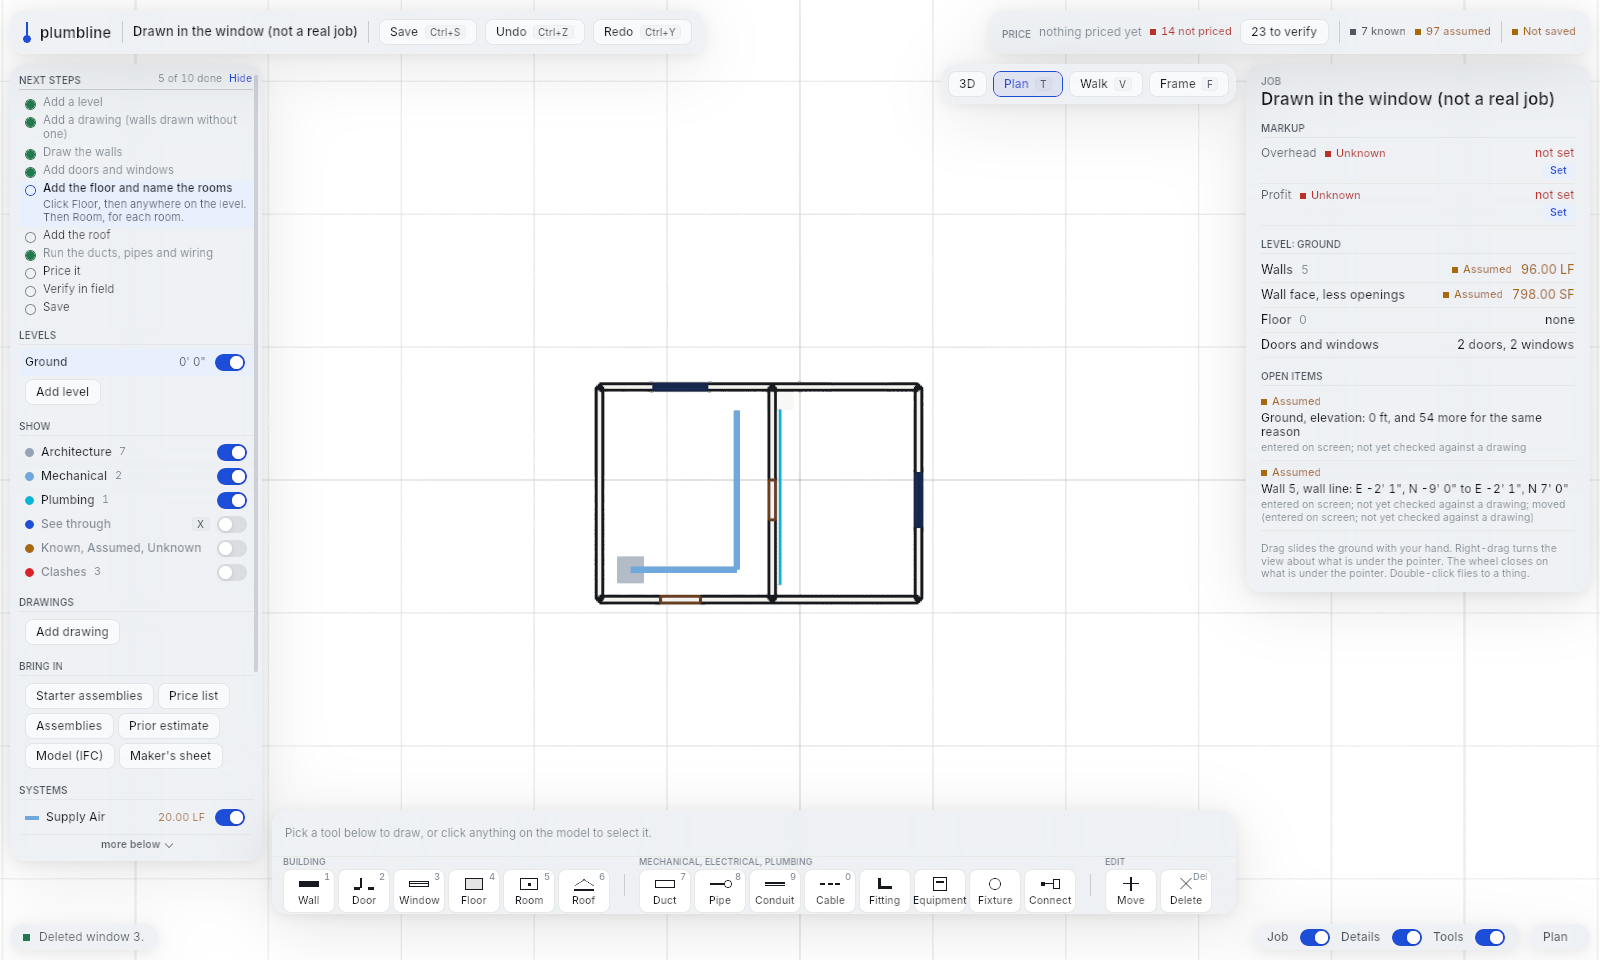 plumbline
Drawn in the window (not a real job)
Save Ctrl+S
Undo Ctrl+Z
Redo Ctrl+Y
PRICE nothing priced yet 14 not priced
23 to verify
7 known 97 assumed
Not saved
3D
Plan T
Walk V
Frame F
NEXT STEPS 5 of 10 done Hide
Add a level
Add a drawing (walls drawn without
one)
Draw the walls
Add doors and windows
Add the floor and name the rooms
Click Floor, then anywhere on the level.
Then Room, for each room.
Add the roof
Run the ducts, pipes and wiring
Price it
Verify in field
Save
LEVELS
Ground 0' 0"
Add level
SHOW
Architecture 7
Mechanical 2
Plumbing 1
See through X
Known, Assumed, Unknown
Clashes 3
DRAWINGS
Add drawing
BRING IN
Starter assemblies Price list
Assemblies Prior estimate
Model (IFC) Maker's sheet
SYSTEMS
Supply Air 20.00 LF
more below
JOB
Drawn in the window (not a real job)
MARKUP
Overhead Unknown not set
Set
Profit Unknown not set
Set
LEVEL: GROUND
Walls 5 Assumed 96.00 LF
Wall face, less openings Assumed 798.00 SF
Floor 0 none
Doors and windows 2 doors, 2 windows
OPEN ITEMS
Assumed
Ground, elevation: 0 ft, and 54 more for the same
reason
entered on screen; not yet checked against a drawing
Assumed
Wall 5, wall line: E -2' 1", N -9' 0" to E -2' 1", N 7' 0"
entered on screen; not yet checked against a drawing; moved
(entered on screen; not yet checked against a drawing)
Drag slides the ground with your hand. Right-drag turns the
view about what is under the pointer. The wheel closes on
what is under the pointer. Double-click flies to a thing.
Pick a tool below to draw, or click anything on the model to select it.
BUILDING
Wall 1
Door 2
Window 3
Floor 4
Room 5
Roof 6
MECHANICAL, ELECTRICAL, PLUMBING
Duct 7
Pipe 8
Conduit 9
Cable 0
Fitting
Equipment
Fixture
Connect
EDIT
Move
Delete Del
Deleted window 3.
Job Details Tools
Plan